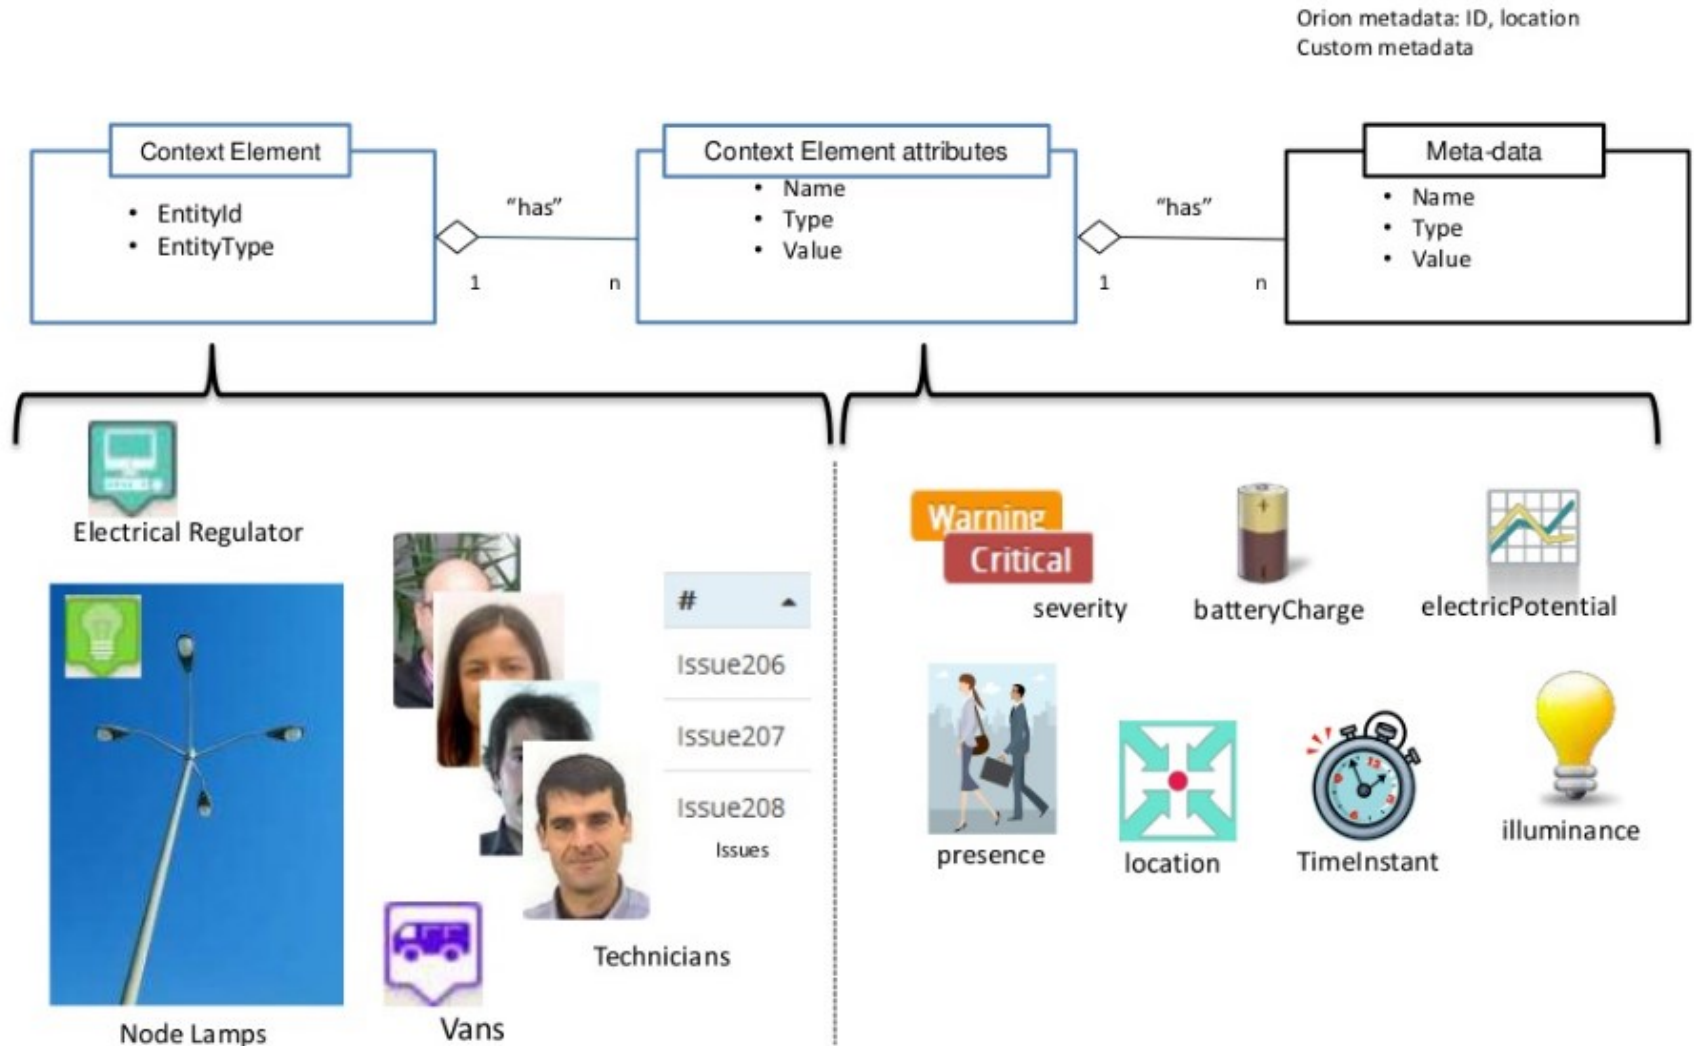 Orion metadata: ID, location
Custom metadata
Context Element
• EntityId
• EntityType
"has"
1
n
Context Element attributes
• Name
• Type
• Value
"has"
1
n
Meta-data
• Name
• Type
• Value
Electrical Regulator
Node Lamps
Vans
Technicians
#
Issue206
Issue207
Issue208
Issues
Warning
Critical
severity
+
batteryCharge
electricPotential
presence
location
TimeInstant
illuminance